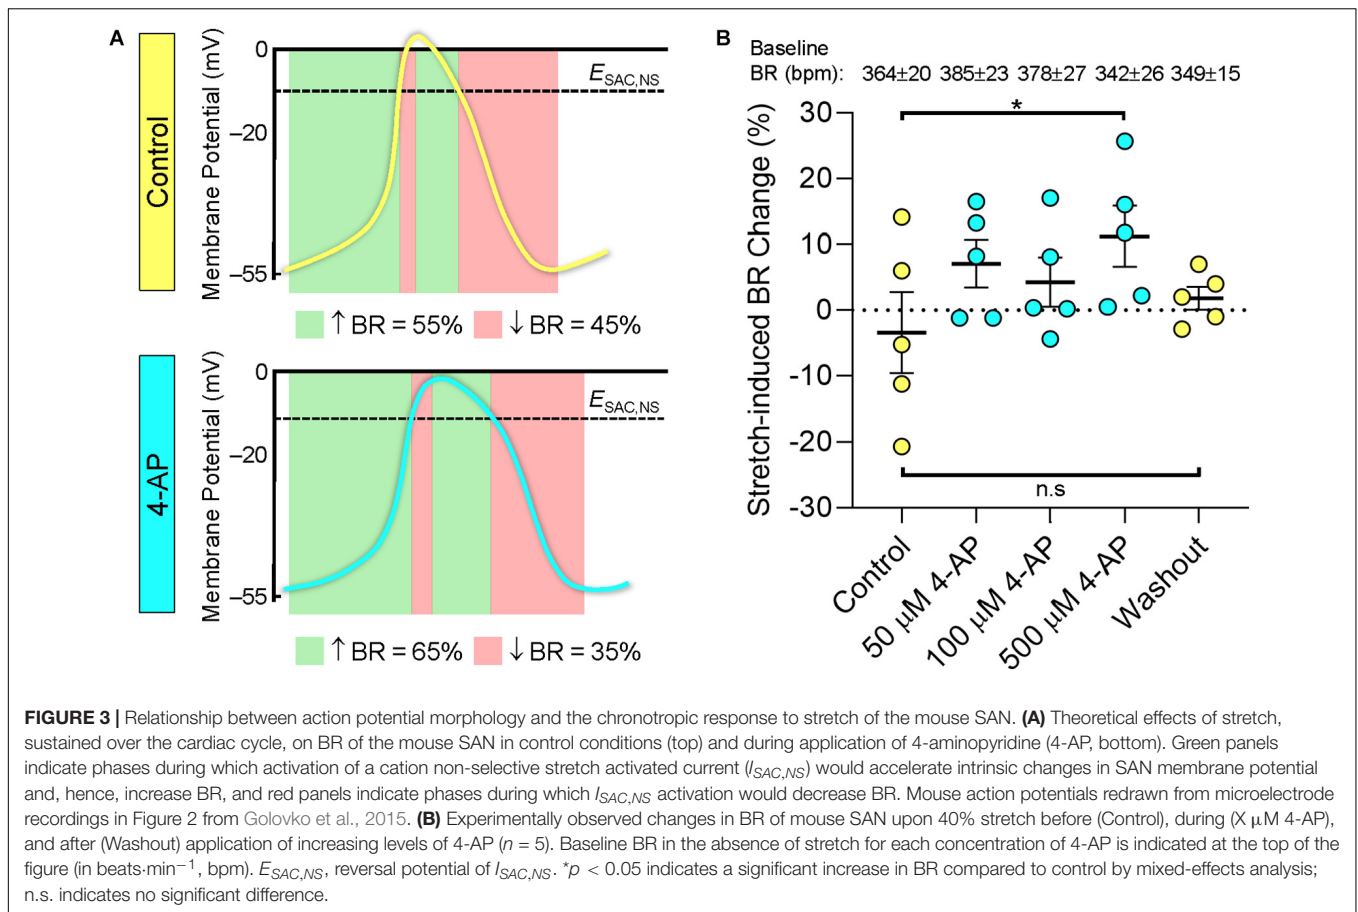 A
Control
Membrane Potential (mV)
0
–20
–55
E_SAC,NS
↑ BR = 55% ↓ BR = 45%
4-AP
Membrane Potential (mV)
0
–20
–55
E_SAC,NS
↑ BR = 65% ↓ BR = 35%
B
Baseline
BR (bpm): 364±20 385±23 378±27 342±26 349±15
Stretch-induced BR Change (%)
30
20
10
0
-10
-20
-30
*
n.s
Control
50 μM 4-AP
100 μM 4-AP
500 μM 4-AP
Washout
FIGURE 3 | Relationship between action potential morphology and the chronotropic response to stretch of the mouse SAN. (A) Theoretical effects of stretch,
sustained over the cardiac cycle, on BR of the mouse SAN in control conditions (top) and during application of 4-aminopyridine (4-AP, bottom). Green panels
indicate phases during which activation of a cation non-selective stretch activated current (I_SAC,NS) would accelerate intrinsic changes in SAN membrane potential
and, hence, increase BR, and red panels indicate phases during which I_SAC,NS activation would decrease BR. Mouse action potentials redrawn from microelectrode
recordings in Figure 2 from Golovko et al., 2015. (B) Experimentally observed changes in BR of mouse SAN upon 40% stretch before (Control), during (X μM 4-AP),
and after (Washout) application of increasing levels of 4-AP (n = 5). Baseline BR in the absence of stretch for each concentration of 4-AP is indicated at the top of the
figure (in beats·min⁻¹, bpm). E_SAC,NS, reversal potential of I_SAC,NS. *p < 0.05 indicates a significant increase in BR compared to control by mixed-effects analysis;
n.s. indicates no significant difference.